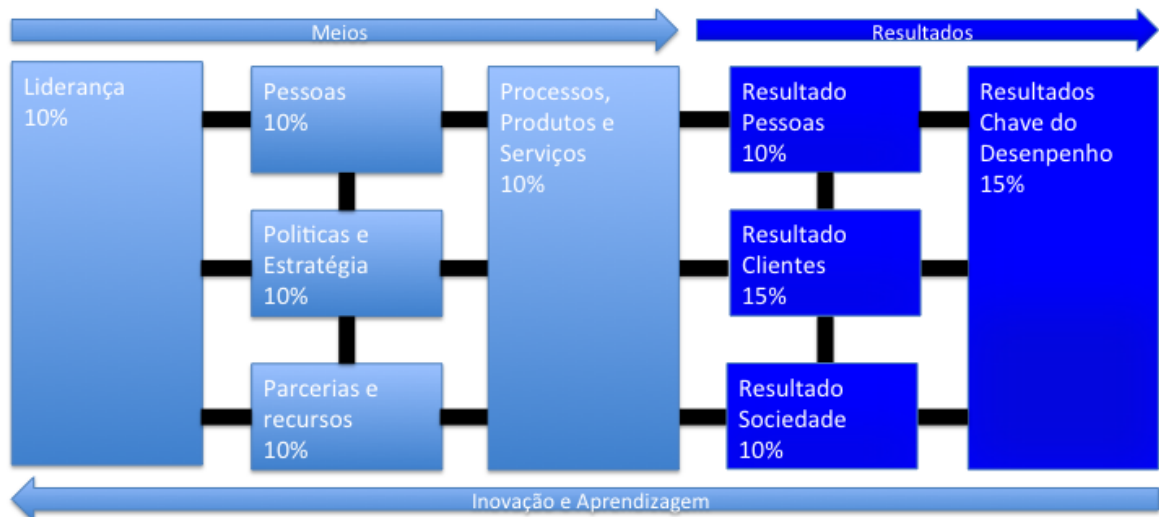 Meios
Resultados
Liderança
10%
Pessoas
10%
Politicas e
Estratégia
10%
Parcerias e
recursos
10%
Processos,
Produtos e
Serviços
10%
Resultado
Pessoas
10%
Resultado
Clientes
15%
Resultado
Sociedade
10%
Resultados
Chave do
Desenpenho
15%
Inovação e Aprendizagem